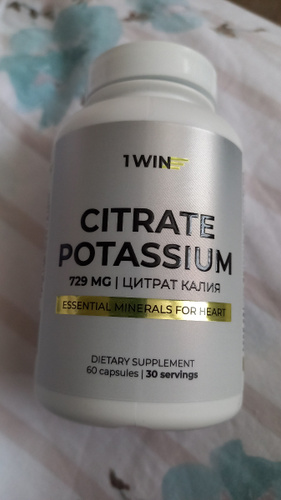 1WIN
CITRATE
POTASSIUM
729 MG | ЦИТРАТ КАЛИЯ
ESSENTIAL MINERALS FOR HEART
DIETARY SUPPLEMENT
60 capsules | 30 servings